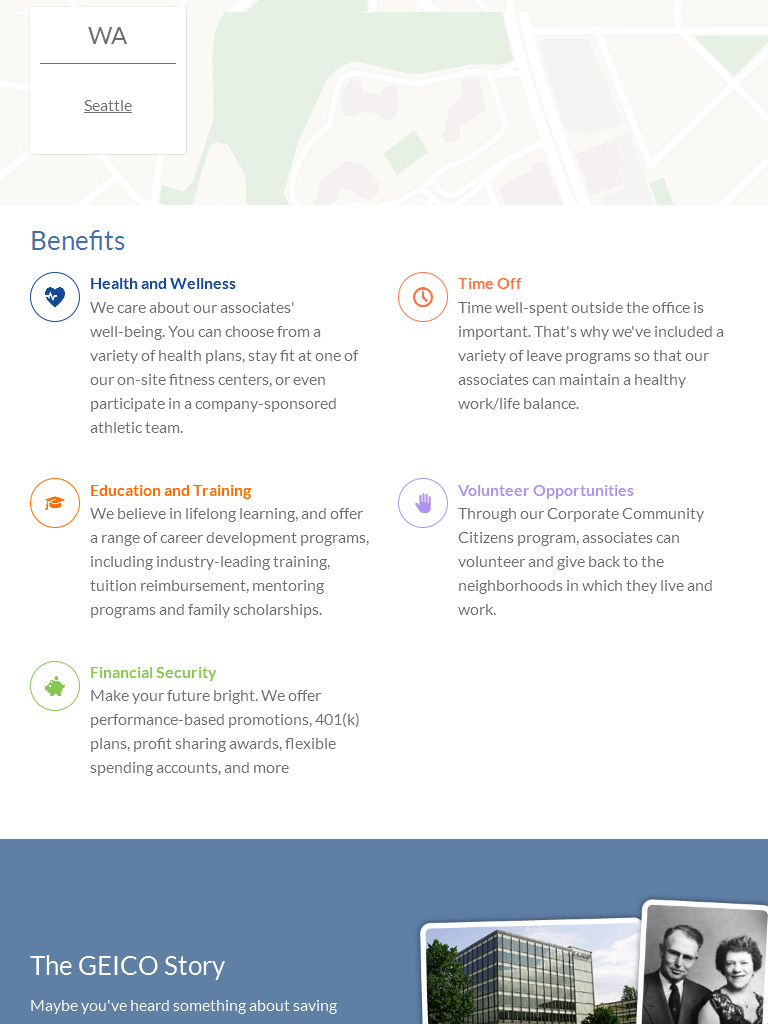 WA
Seattle
Benefits
Health and Wellness
We care about our associates'
well-being. You can choose from a
variety of health plans, stay fit at one of
our on-site fitness centers, or even
participate in a company-sponsored
athletic team.
Time Off
Time well-spent outside the office is
important. That's why we've included a
variety of leave programs so that our
associates can maintain a healthy
work/life balance.
Education and Training
We believe in lifelong learning, and offer
a range of career development programs,
including industry-leading training,
tuition reimbursement, mentoring
programs and family scholarships.
Volunteer Opportunities
Through our Corporate Community
Citizens program, associates can
volunteer and give back to the
neighborhoods in which they live and
work.
Financial Security
Make your future bright. We offer
performance-based promotions, 401(k)
plans, profit sharing awards, flexible
spending accounts, and more
The GEICO Story
Maybe you've heard something about saving
GEICO